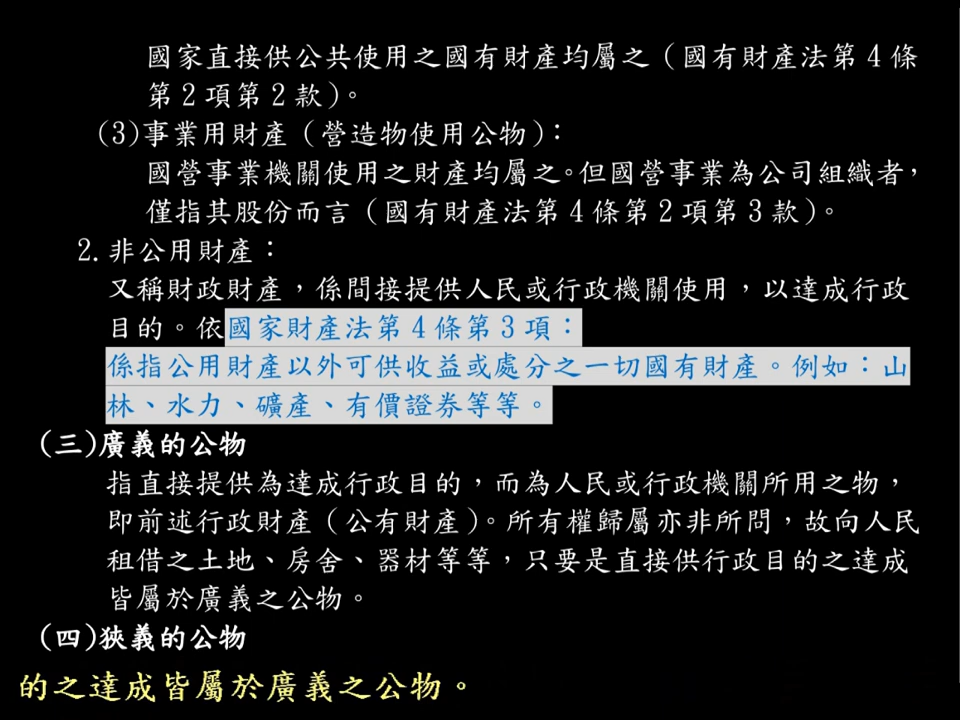 國家直接供公共使用之國有財產均屬之（國有財產法第4條
第2項第2款）。
(3)事業用財產（營造物使用公物）：
國營事業機關使用之財產均屬之。但國營事業為公司組織者，
僅指其股份而言（國有財產法第4條第2項第3款）。
2.非公用財產：
又稱財政財產，係間接提供人民或行政機關使用，以達成行政
目的。依國家財產法第4條第3項：
係指公用財產以外可供收益或處分之一切國有財產。例如：山
林、水力、礦產、有價證券等等。
(三)廣義的公物
指直接提供為達成行政目的，而為人民或行政機關所用之物，
即前述行政財產（公有財產）。所有權歸屬亦非所問，故向人民
租借之土地、房舍、器材等等，只要是直接供行政目的之達成
皆屬於廣義之公物。
(四)狹義的公物
的之達成皆屬於廣義之公物。